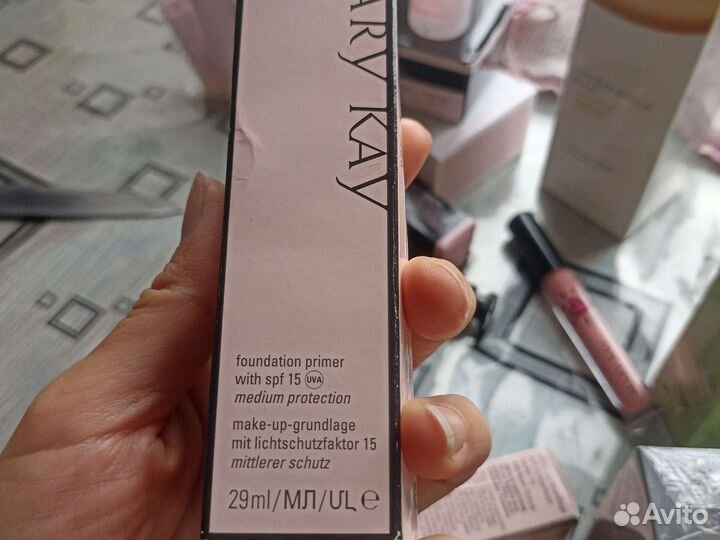 MARY KAY
foundation primer
with spf 15 UVA
medium protection
make-up-grundlage
mit lichtschutzfaktor 15
mittlerer schutz
29ml/МЛ/ՄԼ e
Avito